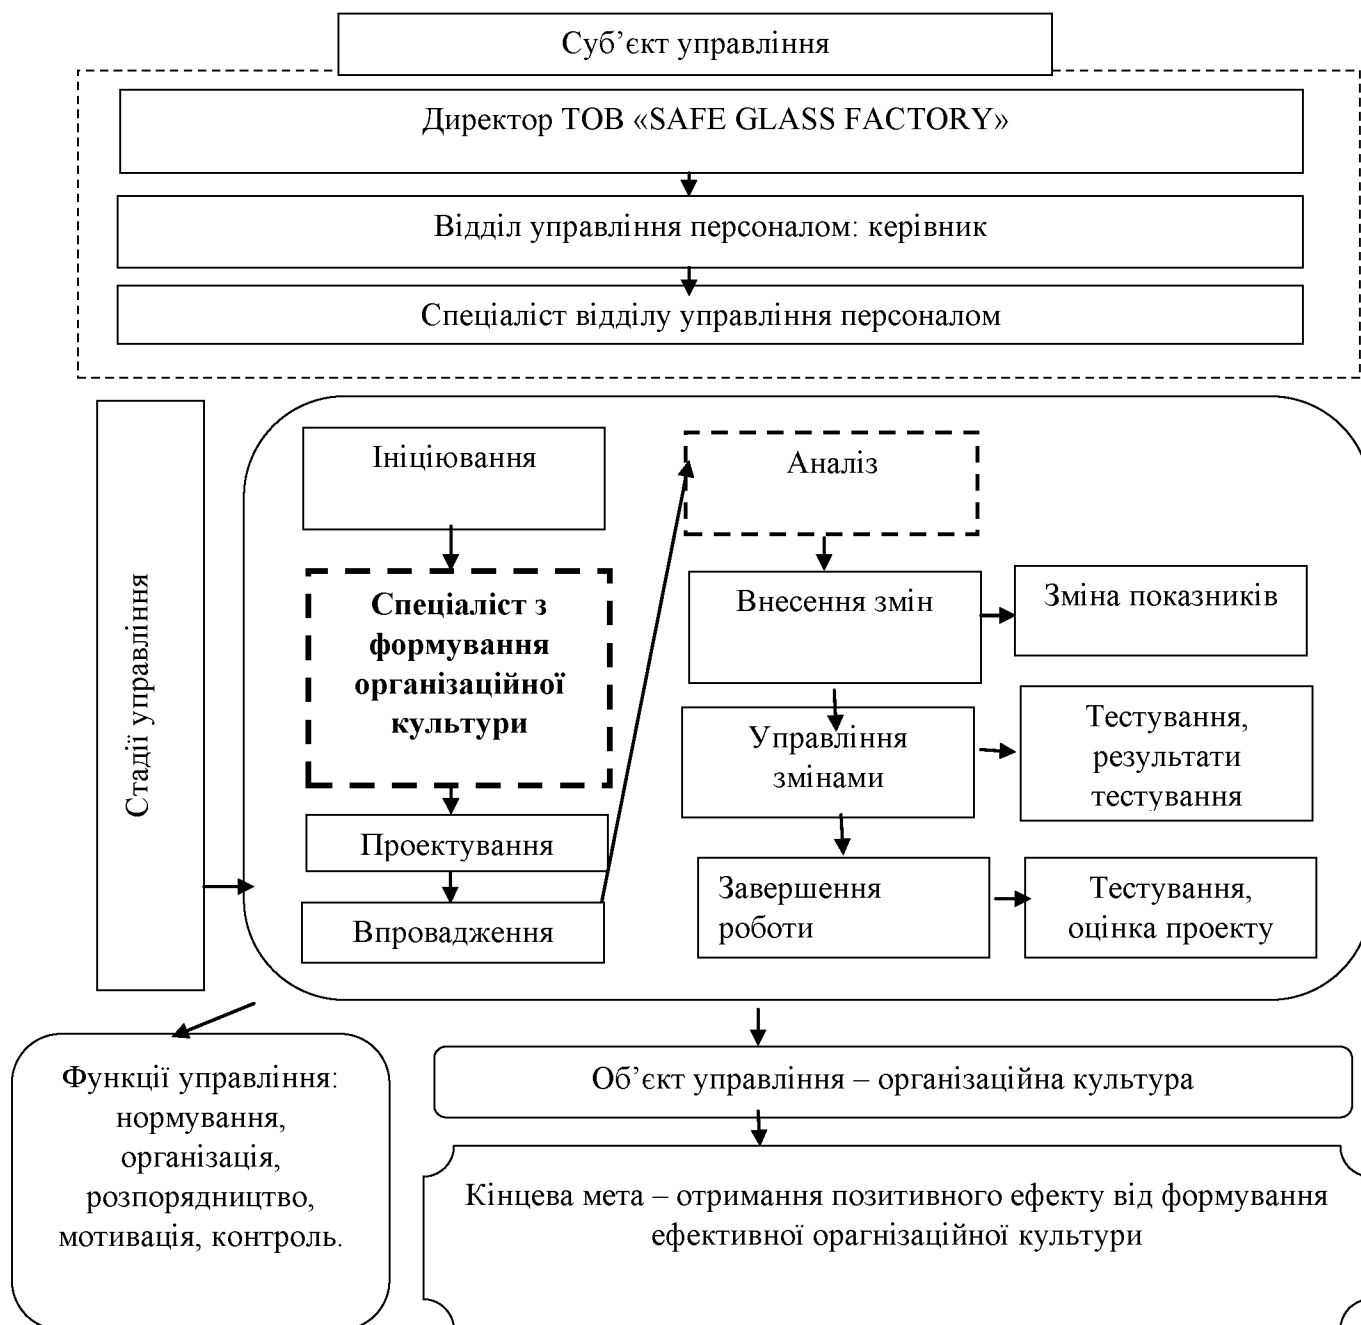 Суб’єкт управління
Директор ТОВ «SAFE GLASS FACTORY»
Відділ управління персоналом: керівник
Спеціаліст відділу управління персоналом
Стадії управління
Ініціювання
Спеціаліст з
формування
організаційної
культури
Проектування
Впровадження
Аналіз
Внесення змін
Зміна показників
Управління
змінами
Тестування,
результати
тестування
Завершення
роботи
Тестування,
оцінка проекту
Функції управління:
нормування,
організація,
розпорядництво,
мотивація, контроль.
Об’єкт управління – організаційна культура
Кінцева мета – отримання позитивного ефекту від формування
ефективної орагнізаційної культури